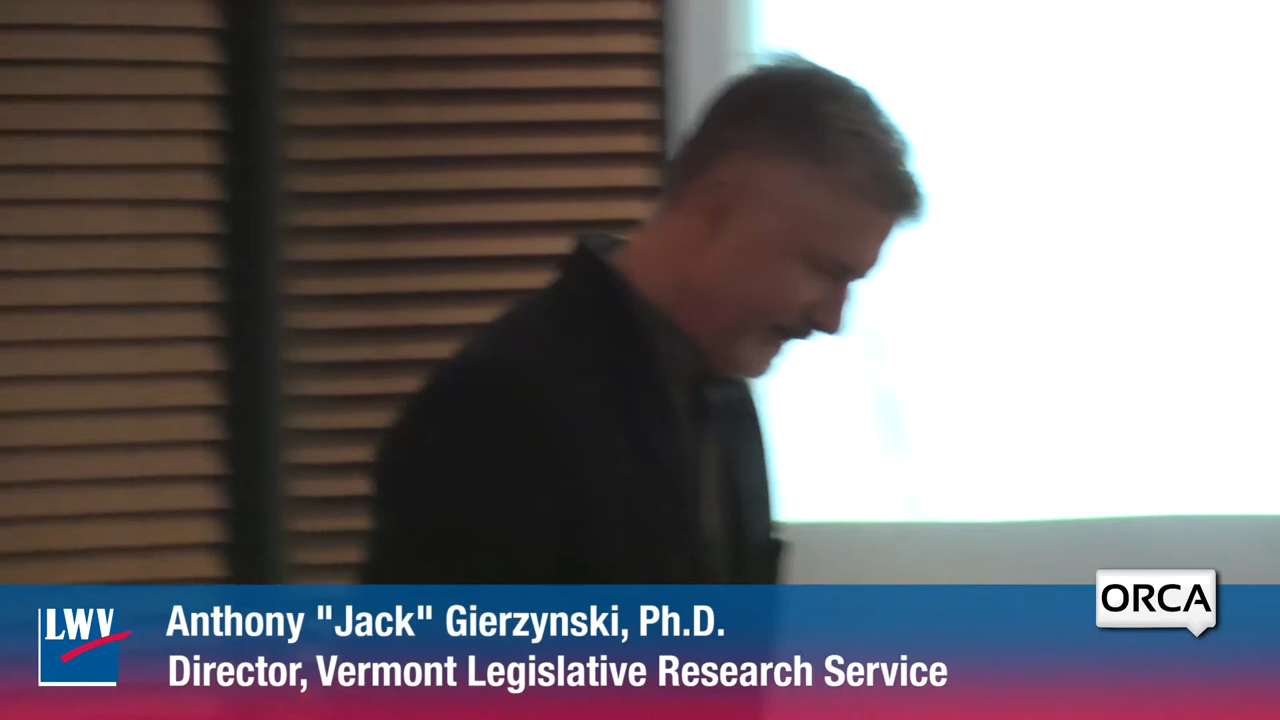 LWV
Anthony "Jack" Gierzynski, Ph.D.
Director, Vermont Legislative Research Service
ORCA